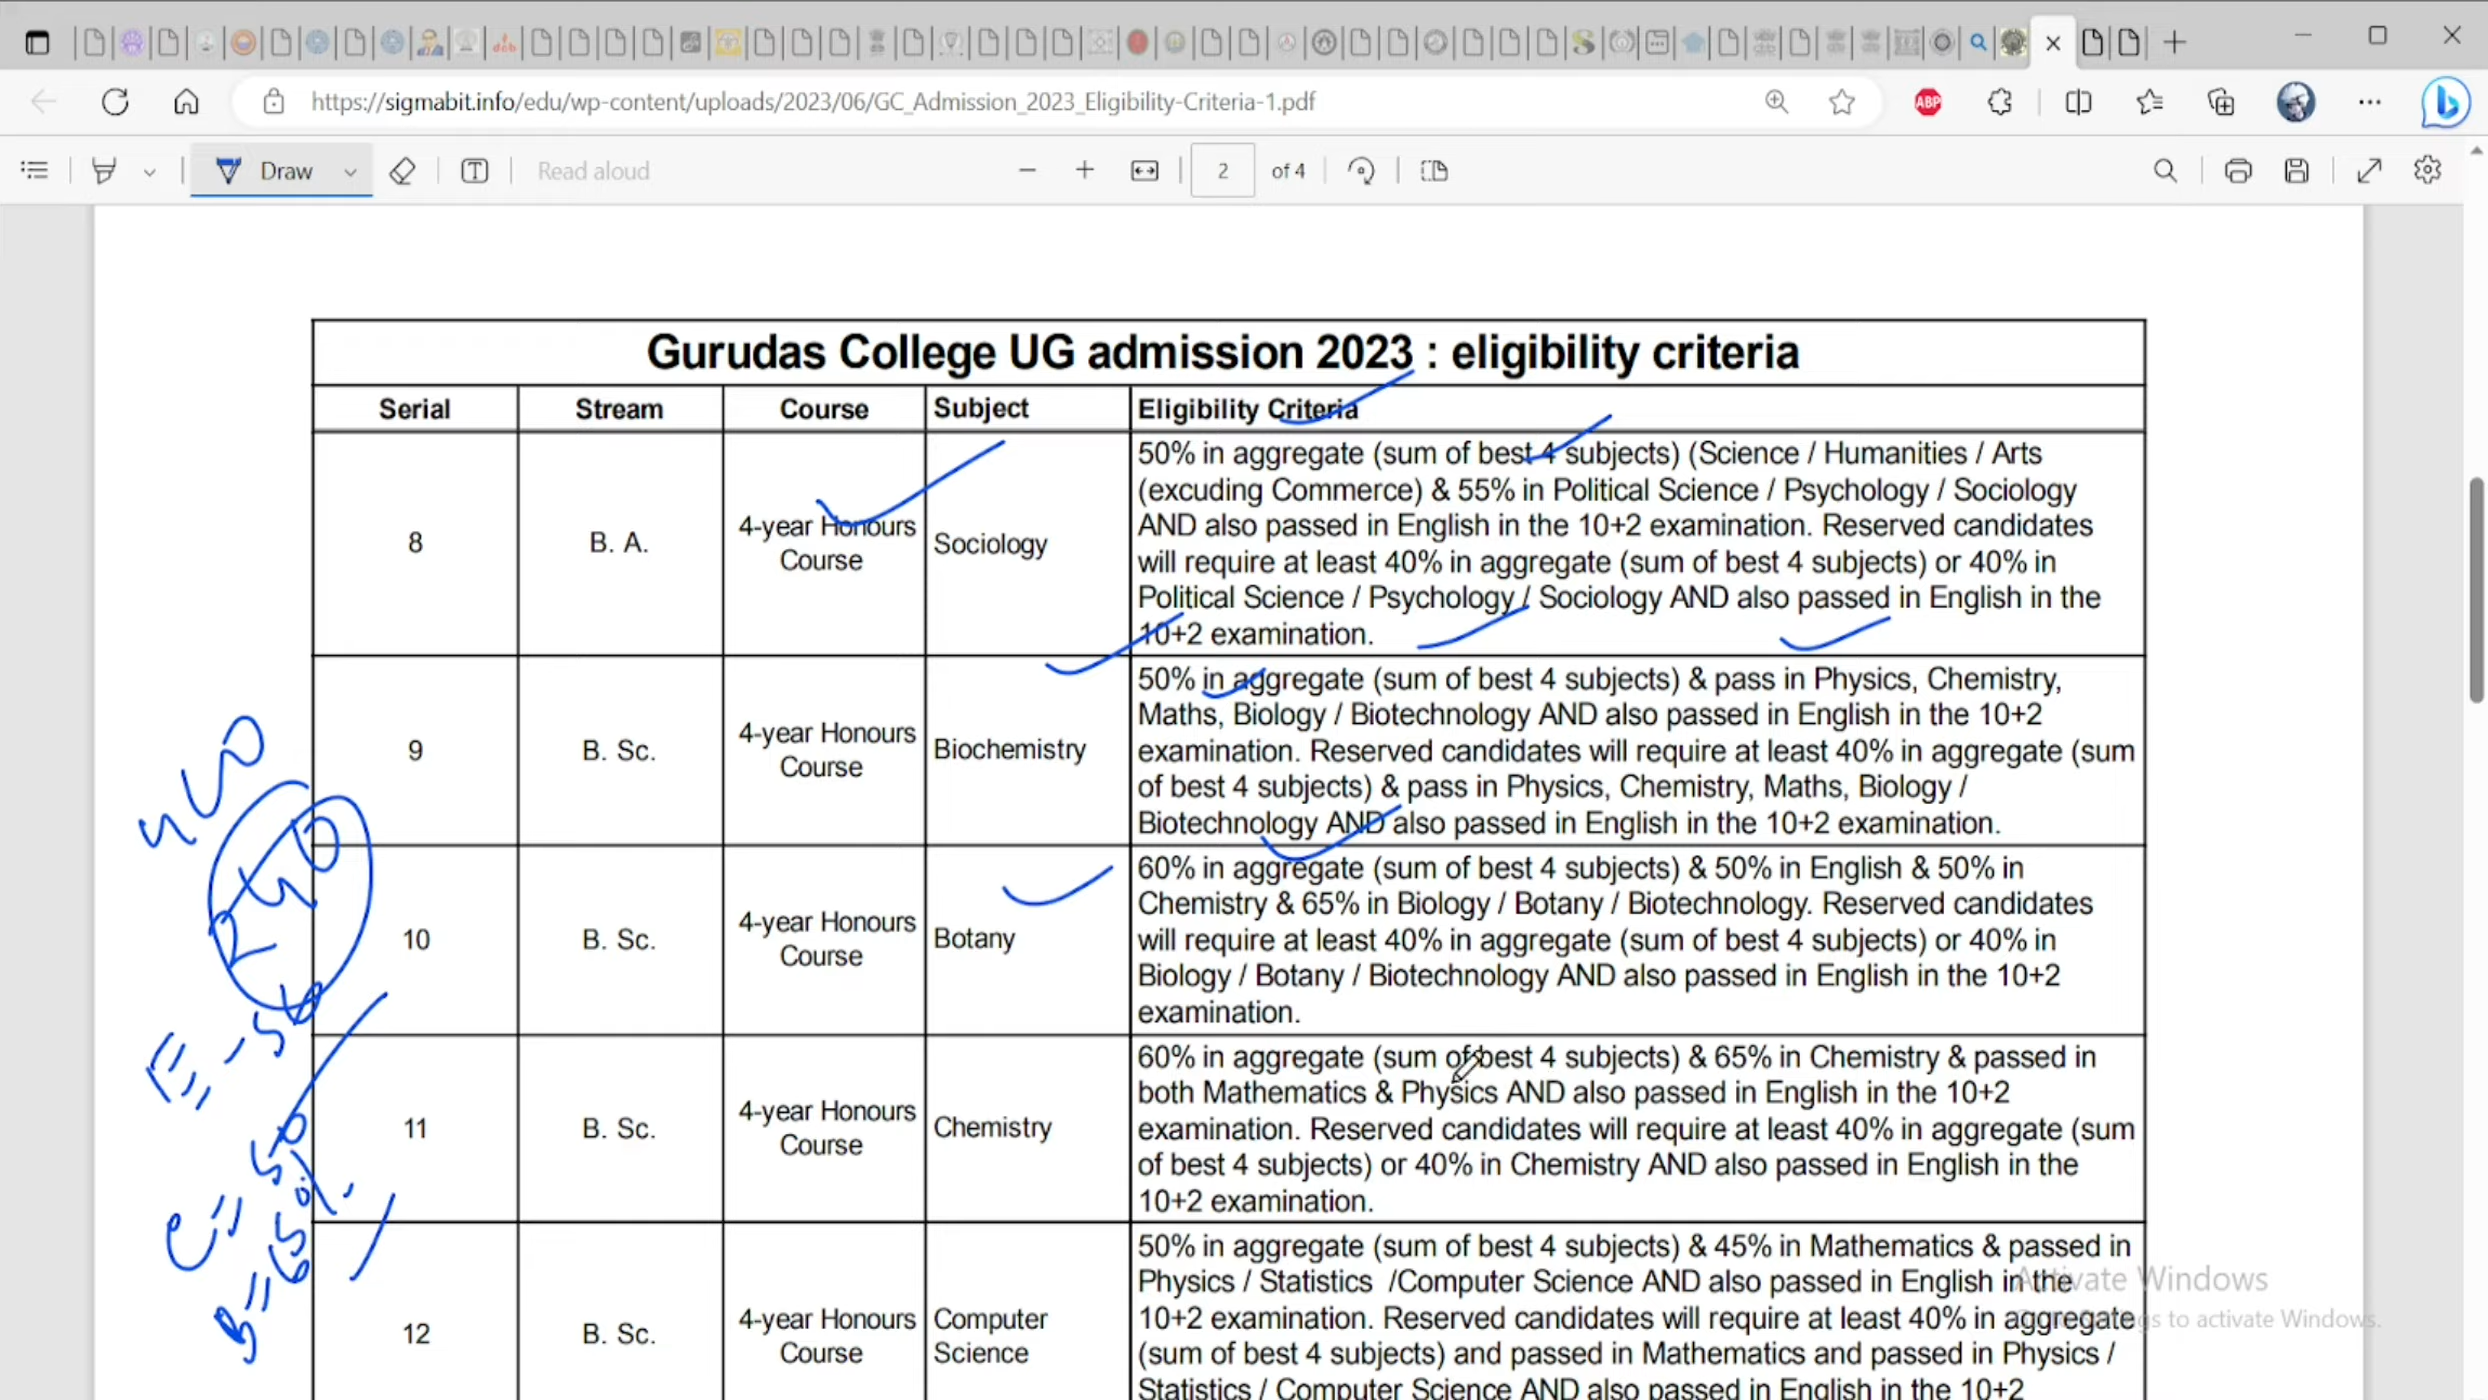 https://sigmabit.info/edu/wp-content/uploads/2023/06/GC_Admission_2023_Eligibility-Criteria-1.pdf
ABP
Draw
Read aloud
2
of 4
Gurudas College UG admission 2023 : eligibility criteria
Serial
Stream
Course
Subject
Eligibility Criteria
8
B. A.
4-year Honours
Course
Sociology
50% in aggregate (sum of best 4 subjects) (Science / Humanities / Arts
(excuding Commerce) & 55% in Political Science / Psychology / Sociology
AND also passed in English in the 10+2 examination. Reserved candidates
will require at least 40% in aggregate (sum of best 4 subjects) or 40% in
Political Science / Psychology / Sociology AND also passed in English in the
10+2 examination.
9
B. Sc.
4-year Honours
Course
Biochemistry
50% in aggregate (sum of best 4 subjects) & pass in Physics, Chemistry,
Maths, Biology / Biotechnology AND also passed in English in the 10+2
examination. Reserved candidates will require at least 40% in aggregate (sum
of best 4 subjects) & pass in Physics, Chemistry, Maths, Biology /
Biotechnology AND also passed in English in the 10+2 examination.
10
B. Sc.
4-year Honours
Course
Botany
60% in aggregate (sum of best 4 subjects) & 50% in English & 50% in
Chemistry & 65% in Biology / Botany / Biotechnology. Reserved candidates
will require at least 40% in aggregate (sum of best 4 subjects) or 40% in
Biology / Botany / Biotechnology AND also passed in English in the 10+2
examination.
11
B. Sc.
4-year Honours
Course
Chemistry
60% in aggregate (sum of best 4 subjects) & 65% in Chemistry & passed in
both Mathematics & Physics AND also passed in English in the 10+2
examination. Reserved candidates will require at least 40% in aggregate (sum
of best 4 subjects) or 40% in Chemistry AND also passed in English in the
10+2 examination.
12
B. Sc.
4-year Honours
Course
Computer
Science
50% in aggregate (sum of best 4 subjects) & 45% in Mathematics & passed in
Physics / Statistics /Computer Science AND also passed in English in the
10+2 examination. Reserved candidates will require at least 40% in aggregate
(sum of best 4 subjects) and passed in Mathematics and passed in Physics /
Statistics / Computer Science AND also passed in English in the 10+2
400
240
E = 50
C = 50
B = 65%
Activate Windows
to activate Windows.